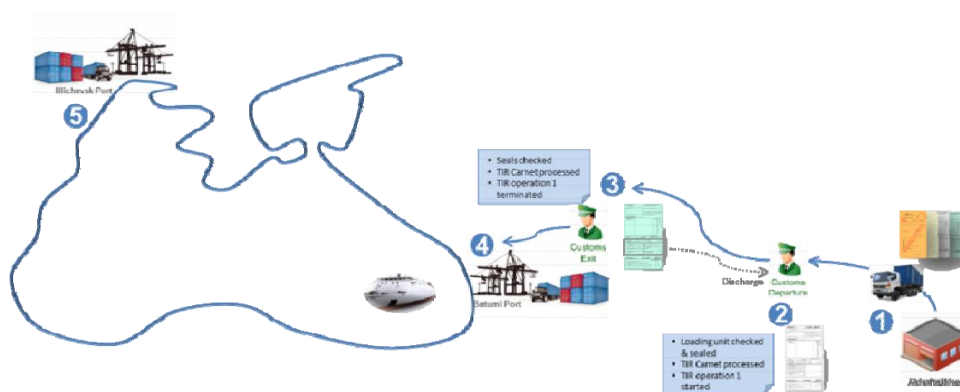 Illichevsk Port
5
• Seals checked
• TIR Carnet processed
• TIR operation 1
terminated
3
4
Customs
Exit
Batumi Port
Discharge
Customs
Departure
2
1
• Loading unit checked
& sealed
• TIR Carnet processed
• TIR operation 1
started